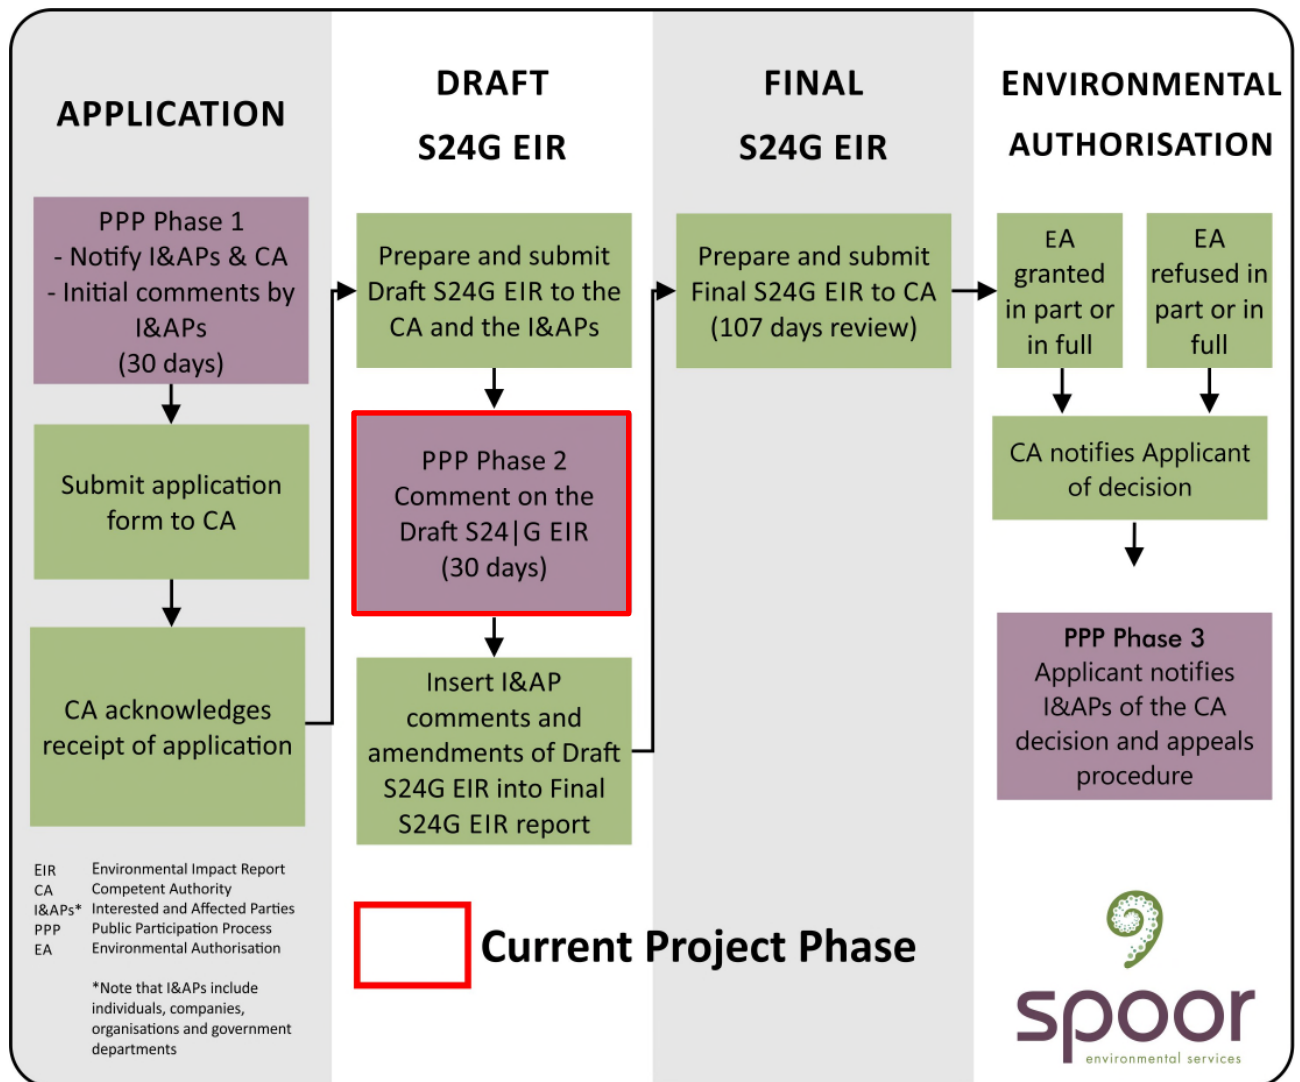 APPLICATION
PPP Phase 1
- Notify I&APs & CA
- Initial comments by
I&APs
(30 days)
Submit application
form to CA
CA acknowledges
receipt of application
DRAFT
S24G EIR
Prepare and submit
Draft S24G EIR to the
CA and the I&APs
PPP Phase 2
Comment on the
Draft S24|G EIR
(30 days)
Insert I&AP
comments and
amendments of Draft
S24G EIR into Final
S24G EIR report
FINAL
S24G EIR
Prepare and submit
Final S24G EIR to CA
(107 days review)
ENVIRONMENTAL
AUTHORISATION
EA
granted
in part or
in full
EA
refused in
part or in
full
CA notifies Applicant
of decision
PPP Phase 3
Applicant notifies
I&APs of the CA
decision and appeals
procedure
EIR Environmental Impact Report
CA Competent Authority
I&APs* Interested and Affected Parties
PPP Public Participation Process
EA Environmental Authorisation
*Note that I&APs include
individuals, companies,
organisations and government
departments
Current Project Phase
spoor
environmental services